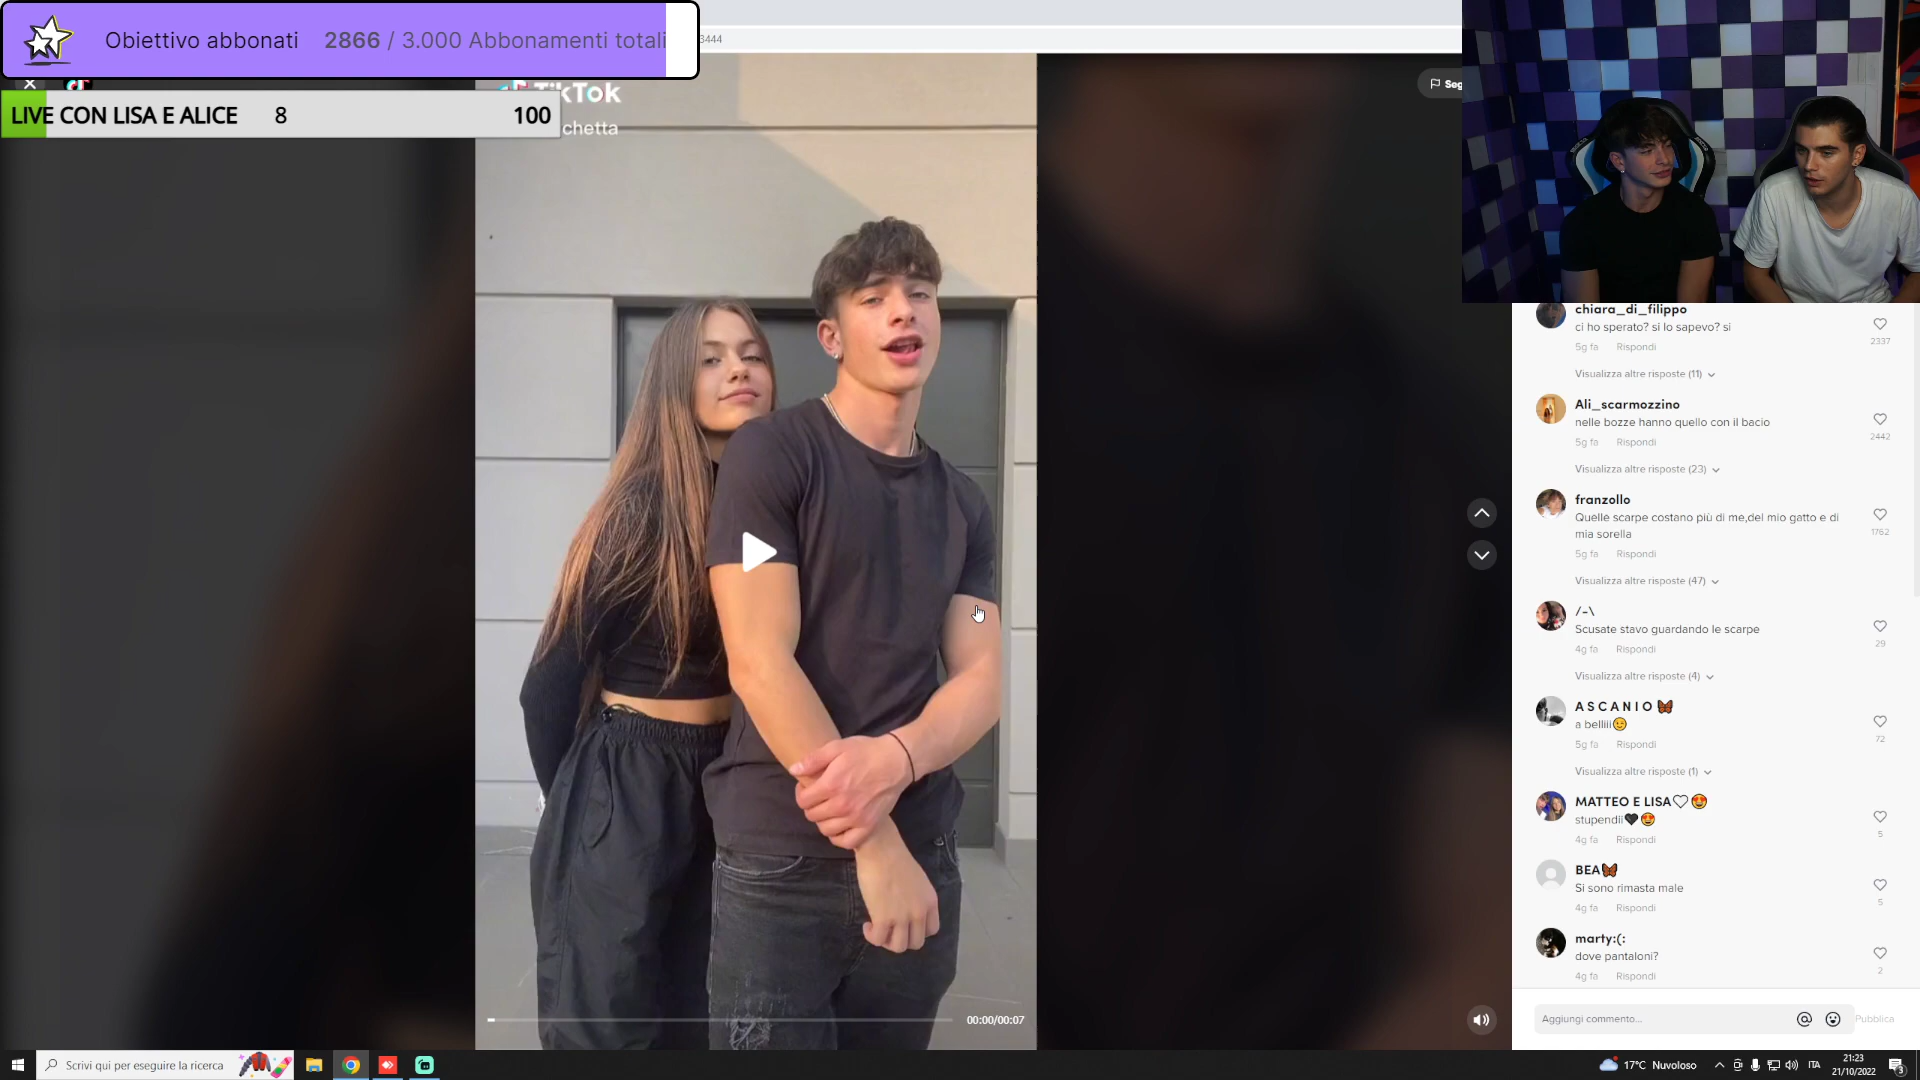 Obiettivo abbonati 2866 / 3.000 Abbonamenti totali
3444
TikTok
chetta
LIVE CON LISA E ALICE 8 100
Seg
chiara_di_filippo
ci ho sperato? si lo sapevo? si
2337
5g fa Rispondi
Visualizza altre risposte (11)
Ali_scarmozzino
nelle bozze hanno quello con il bacio
2442
5g fa Rispondi
Visualizza altre risposte (23)
franzollo
Quelle scarpe costano più di me,del mio gatto e di
mia sorella
1762
5g fa Rispondi
Visualizza altre risposte (47)
/-\
Scusate stavo guardando le scarpe
29
4g fa Rispondi
Visualizza altre risposte (4)
A S C A N I O 🦋
a belliii😉
72
5g fa Rispondi
Visualizza altre risposte (1)
MATTEO E LISA🤍 😍
stupendii🖤😍
5
4g fa Rispondi
BEA🦋
Si sono rimasta male
5
4g fa Rispondi
marty:(:
dove pantaloni?
2
4g fa Rispondi
00:00/00:07
Aggiungi commento... Pubblica
Scrivi qui per eseguire la ricerca
17°C Nuvoloso
ITA
21:23
21/10/2022
3